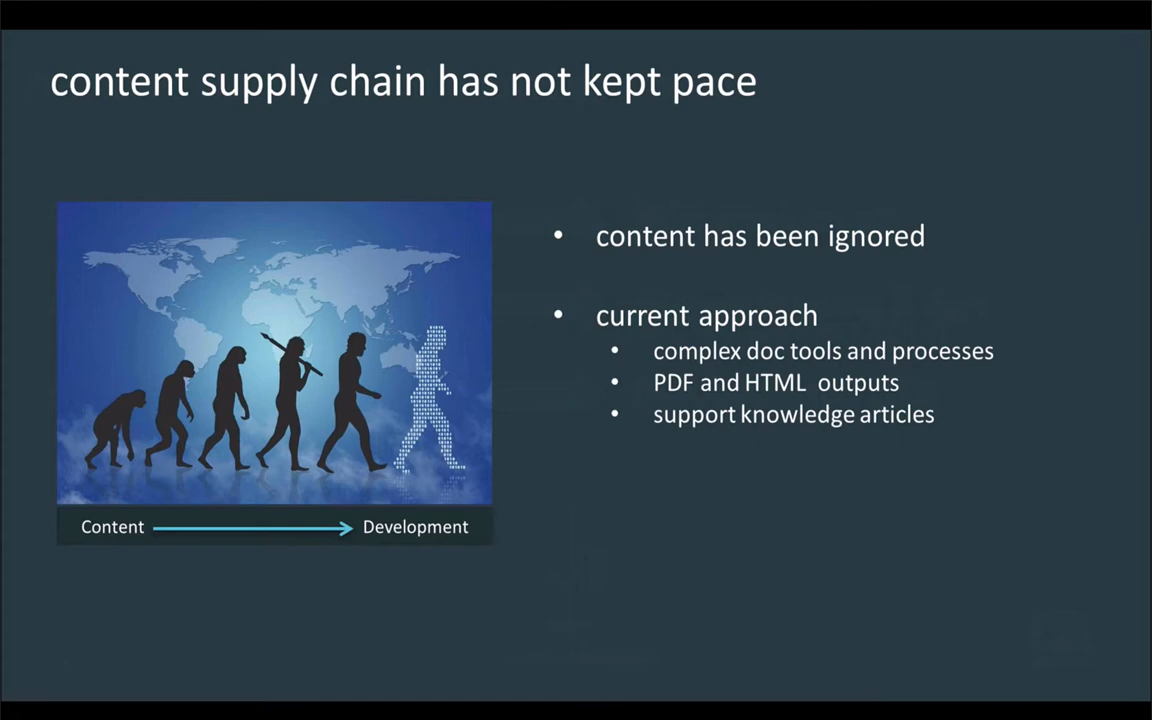 content supply chain has not kept pace
• content has been ignored
• current approach
• complex doc tools and processes
• PDF and HTML outputs
• support knowledge articles
Content
Development